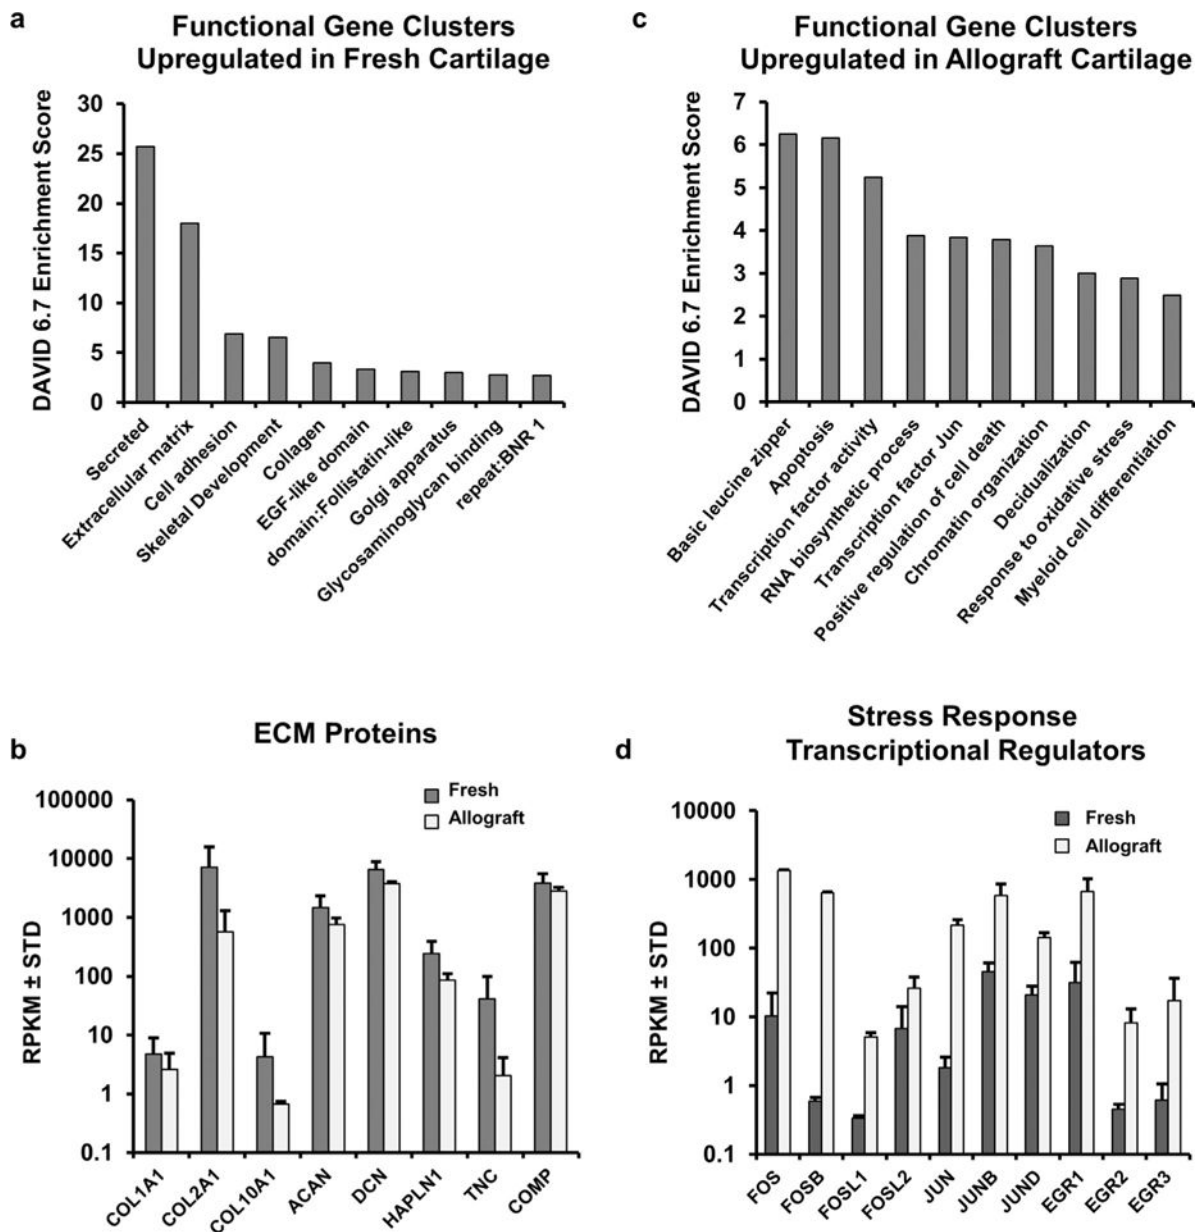 a
Functional Gene Clusters
Upregulated in Fresh Cartilage
DAVID 6.7 Enrichment Score
30
25
20
15
10
5
0
Secreted
Extracellular matrix
Cell adhesion
Skeletal Development
Collagen
EGF-like domain
domain:Follistatin-like
Golgi apparatus
Glycosaminoglycan binding
repeat:BNR 1
c
Functional Gene Clusters
Upregulated in Allograft Cartilage
DAVID 6.7 Enrichment Score
7
6
5
4
3
2
1
0
Basic leucine zipper
Apoptosis
Transcription factor activity
RNA biosynthetic process
Transcription factor Jun
Positive regulation of cell death
Chromatin organization
Decidualization
Response to oxidative stress
Myeloid cell differentiation
b
ECM Proteins
Fresh
Allograft
RPKM ± STD
100000
10000
1000
100
10
1
0.1
COL1A1
COL2A1
COL10A1
ACAN
DCN
HAPLN1
TNC
COMP
d
Stress Response
Transcriptional Regulators
Fresh
Allograft
RPKM ± STD
10000
1000
100
10
1
0.1
FOS
FOSB
FOSL1
FOSL2
JUN
JUNB
JUND
EGR1
EGR2
EGR3